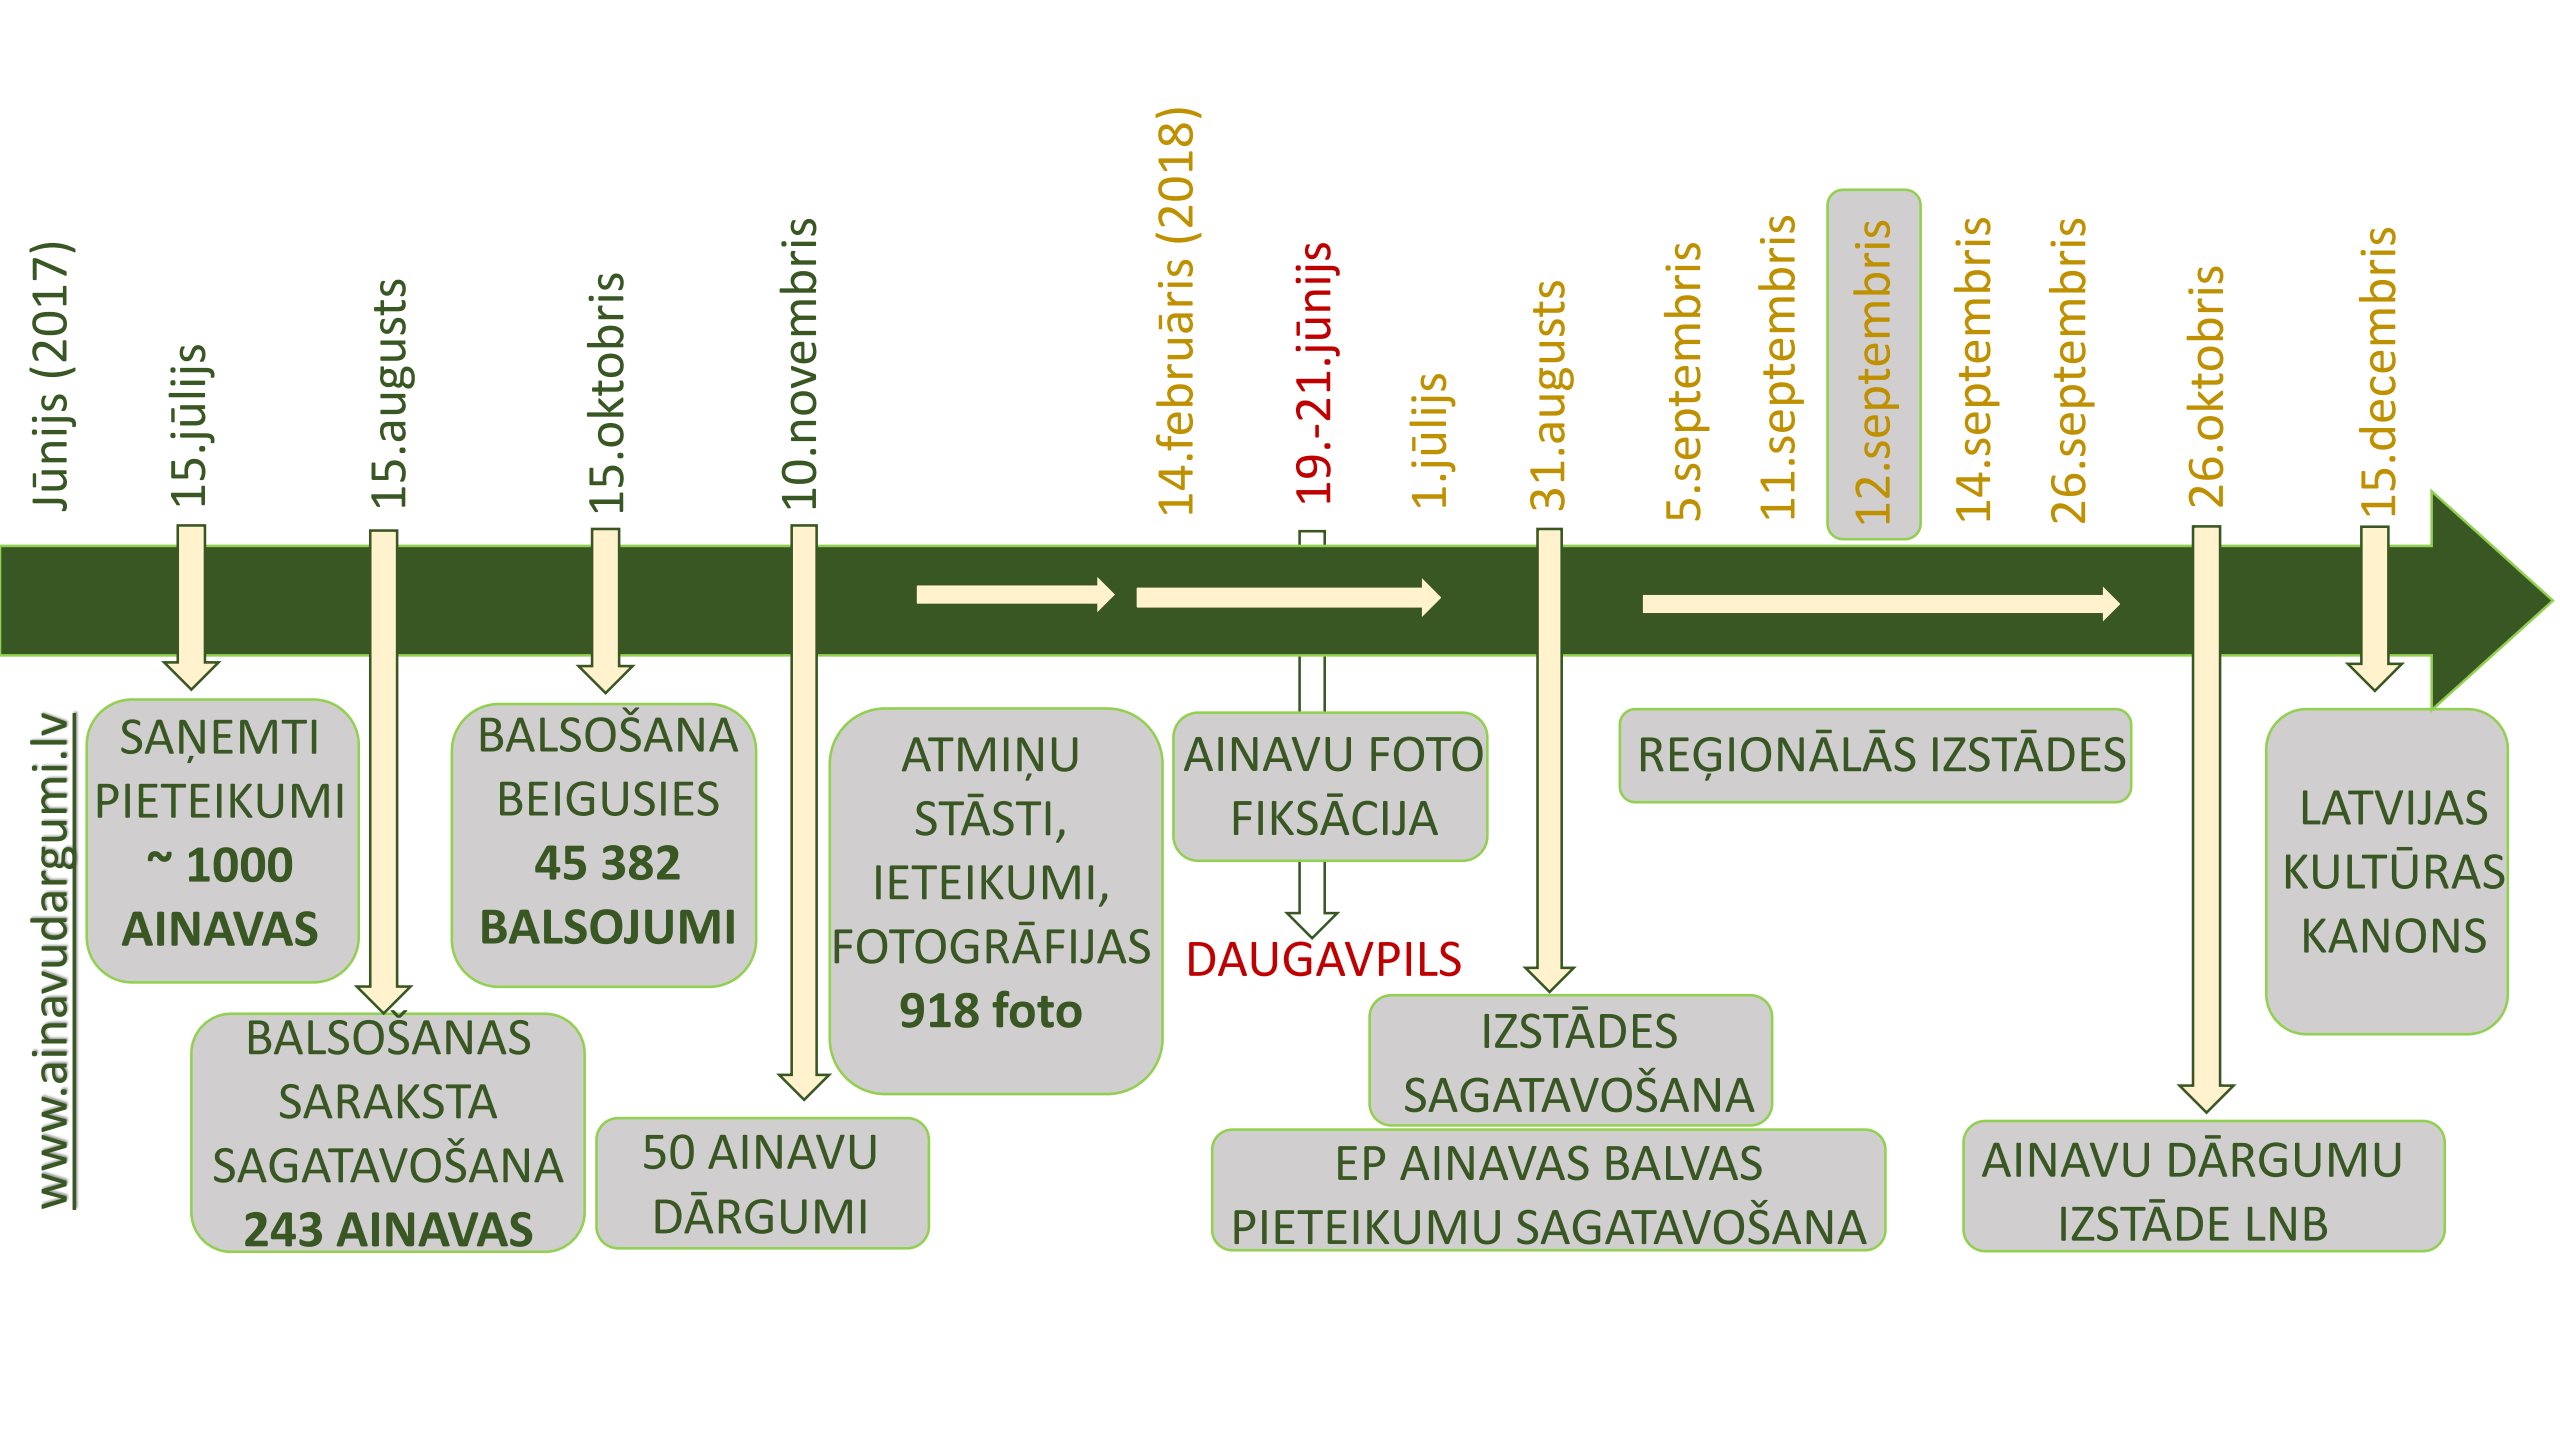 Jūnijs (2017)
15.jūlijs
15.augusts
15.oktobris
10.novembris
14.februāris (2018)
19.-21.jūnijs
1.jūlijs
31.augusts
5.septembris
11.septembris
12.septembris
14.septembris
26.septembris
26.oktobris
15.decembris
www.ainavudargumi.lv
SAŅEMTI
PIETEIKUMI
~ 1000
AINAVAS
BALSOŠANAS
SARAKSTA
SAGATAVOŠANA
243 AINAVAS
BALSOŠANA
BEIGUSIES
45 382
BALSOJUMI
50 AINAVU
DĀRGUMI
ATMIŅU
STĀSTI,
IETEIKUMI,
FOTOGRĀFIJAS
918 foto
AINAVU FOTO
FIKSĀCIJA
DAUGAVPILS
IZSTĀDES
SAGATAVOŠANA
EP AINAVAS BALVAS
PIETEIKUMU SAGATAVOŠANA
REĢIONĀLĀS IZSTĀDES
AINAVU DĀRGUMU
IZSTĀDE LNB
LATVIJAS
KULTŪRAS
KANONS